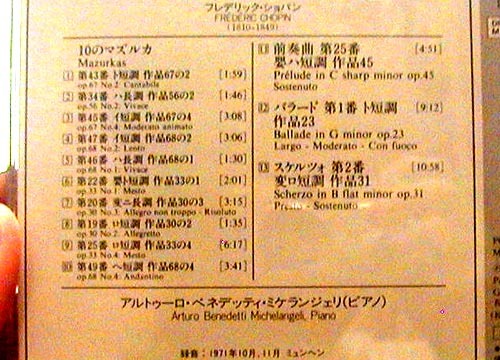 フレデリック・ショパン
FRÉDÉRIC CHOPIN
(1810-1849)
10のマズルカ
Mazurkas
1 第43番 ト短調 作品67の2 [1:59]
op.67 No.2: Cantabile
2 第34番 ハ長調 作品56の2 [1:46]
op.56 No.2: Vivace
3 第45番 イ短調 作品67の4 [3:08]
op.67 No.4: Moderato animato
4 第47番 イ短調 作品68の2 [3:06]
op.68 No.2: Lento
5 第46番 ハ長調 作品68の1 [1:30]
op.68 No.1: Vivace
6 第22番 嬰ト短調 作品33の1 [2:01]
op.33 No.1: Mesto
7 第20番 変ニ長調 作品30の3 [3:15]
op.30 No.3: Allegro non troppo - Risoluto
8 第19番 ロ短調 作品30の2 [1:35]
op.30 No.2: Allegretto
9 第25番 ロ短調 作品33の4 [6:17]
op.33 No.4: Mesto
10 第49番 ヘ短調 作品68の4 [3:41]
op.68 No.4: Andantino
11 前奏曲 第25番 [4:51]
嬰ハ短調 作品45
Prélude in C sharp minor op.45
Sostenuto
12 バラード 第1番 ト短調 [9:12]
作品23
Ballade in G minor op.23
Largo - Moderato - Con fuoco
13 スケルツォ 第2番 [10:58]
変ロ短調 作品31
Scherzo in B flat minor op.31
Presto - Sostenuto
アルトゥーロ・ベネデッティ・ミケランジェリ(ピアノ)
Arturo Benedetti Michelangeli, Piano
録音：1971年10月、11月 ミュンヘン